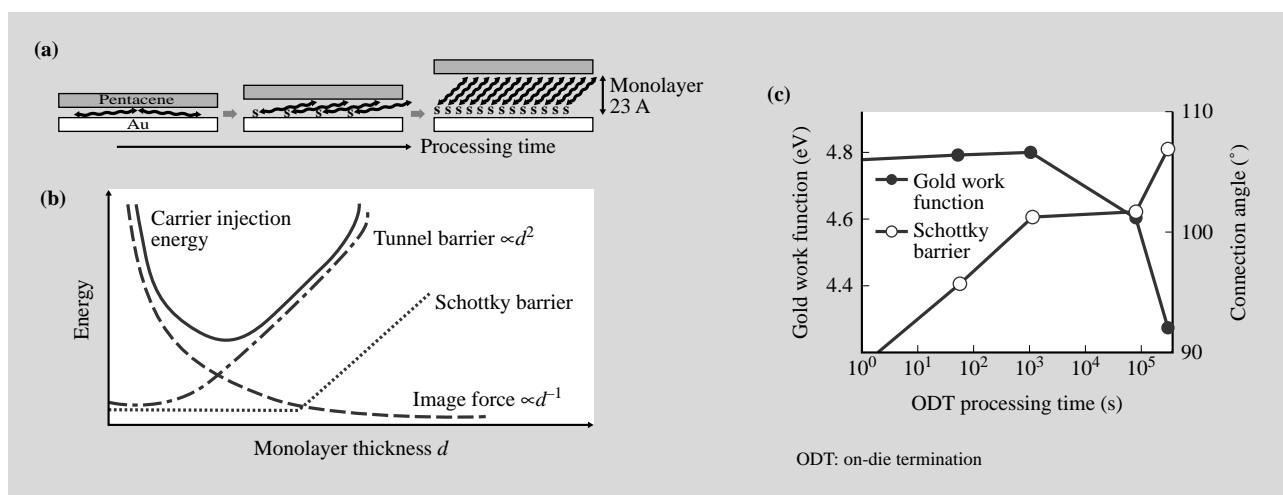 (a)
Pentacene
Au
s s s s
s s s s s s s s s s s s
Monolayer
23 A
Processing time
(b)
Carrier injection
energy
Tunnel barrier ∝d²
Schottky barrier
Image force ∝d⁻¹
Energy
Monolayer thickness d
(c)
Gold work function (eV)
4.8
4.6
4.4
Gold work
function
Schottky
barrier
110
100
90
Connection angle (°)
10⁰ 10¹ 10² 10³ 10⁴ 10⁵
ODT processing time (s)
ODT: on-die termination